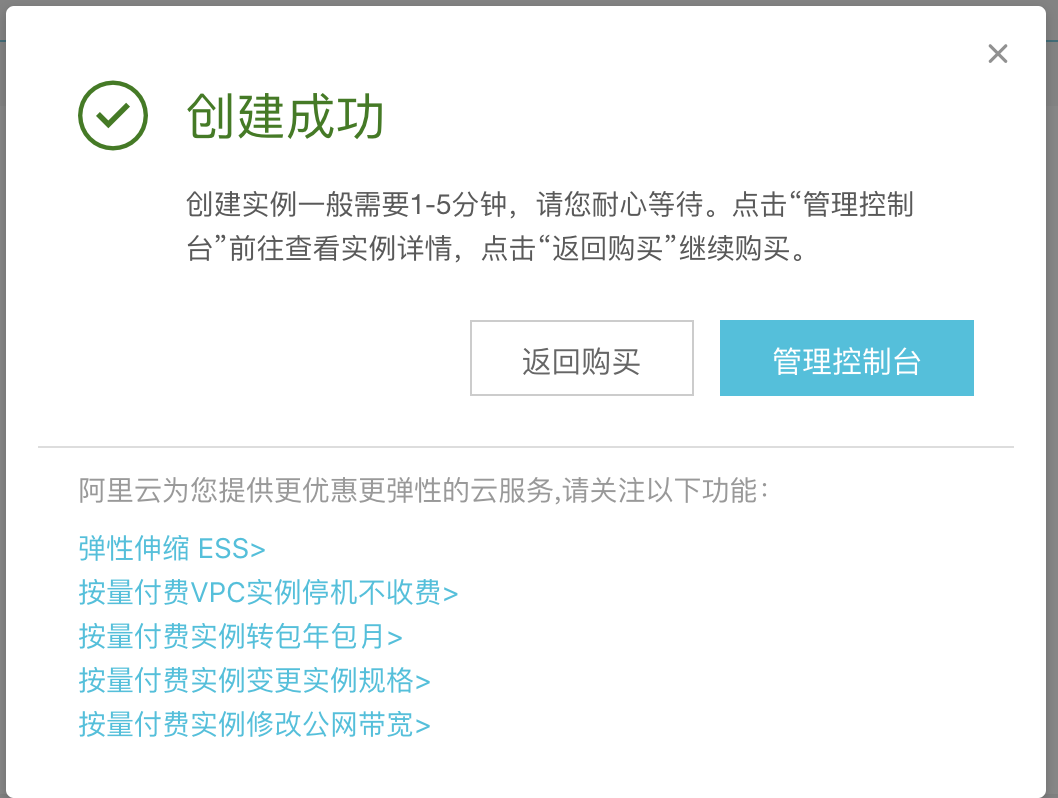 创建成功
创建实例一般需要1-5分钟，请您耐心等待。点击“管理控制
台”前往查看实例详情，点击“返回购买”继续购买。
返回购买
管理控制台
阿里云为您提供更优惠更弹性的云服务,请关注以下功能：
弹性伸缩 ESS>
按量付费VPC实例停机不收费>
按量付费实例转包年包月>
按量付费实例变更实例规格>
按量付费实例修改公网带宽>